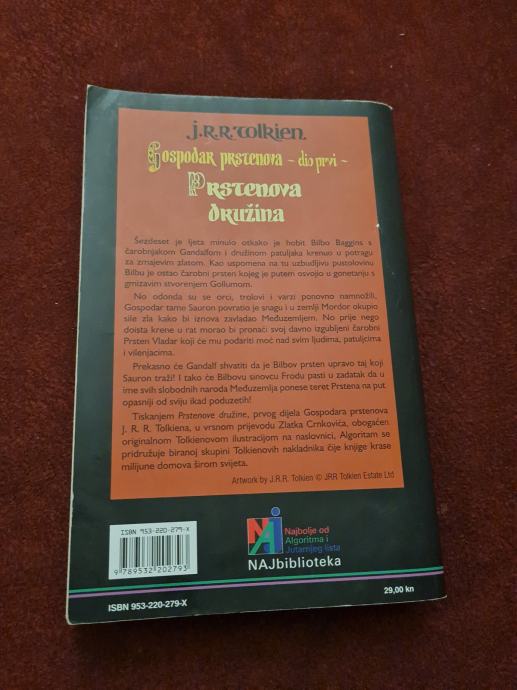 J.R.R. Tolkien
Gospodar prstenova - dio prvi -
Prstenova
družina
Šezdeset je ljeta minulo otkako je hobit Bilbo Baggins s
čarobnjakom Gandalfom i družinom patuljaka krenuo u potragu
za zmajevim zlatom. Kao uspomena na tu uzbudljivu pustolovinu
Bilbu je ostao čarobni prsten kojeg je putem osvojio u gonetanju s
gmizavim stvorenjem Gollumom.
No odonda su se orci, trolovi i varzi ponovno namnožili,
Gospodar tame Sauron povratio je snagu i u zemlji Mordor okupio
sile zla kako bi iznova zavladao Međuzemljem. No prije nego
doista krene u rat morao bi pronaći svoj davno izgubljeni čarobni
Prsten Vladar koji će mu podariti moć nad svim ljudima, patuljcima
i vilenjacima.
Prekasno će Gandalf shvatiti da je Bilbov prsten upravo taj koji
Sauron traži! I tako će Bilbovu sinovcu Frodu pasti u zadatak da u
ime svih slobodnih naroda Međuzemlja ponese teret Prstena na put
opasniji od sviju ikad poduzetih!
Tiskanjem Prstenove družine, prvog dijela Gospodara prstenova
J. R. R. Tolkiena, u vrsnom prijevodu Zlatka Crnkovića, obogaćen
originalnom Tolkienovom ilustracijom na naslovnici, Algoritam se
pridružuje biranoj skupini Tolkienovih nakladnika čije knjige krase
milijune domova širom svijeta.
Artwork by J.R.R. Tolkien © JRR Tolkien Estate Ltd
ISBN 953-220-279-X
9 789532 202793
NAJ
Najbolje od
Algoritma i
Jutarnjeg lista
NAJbiblioteka
ISBN 953-220-279-X
29,00 kn